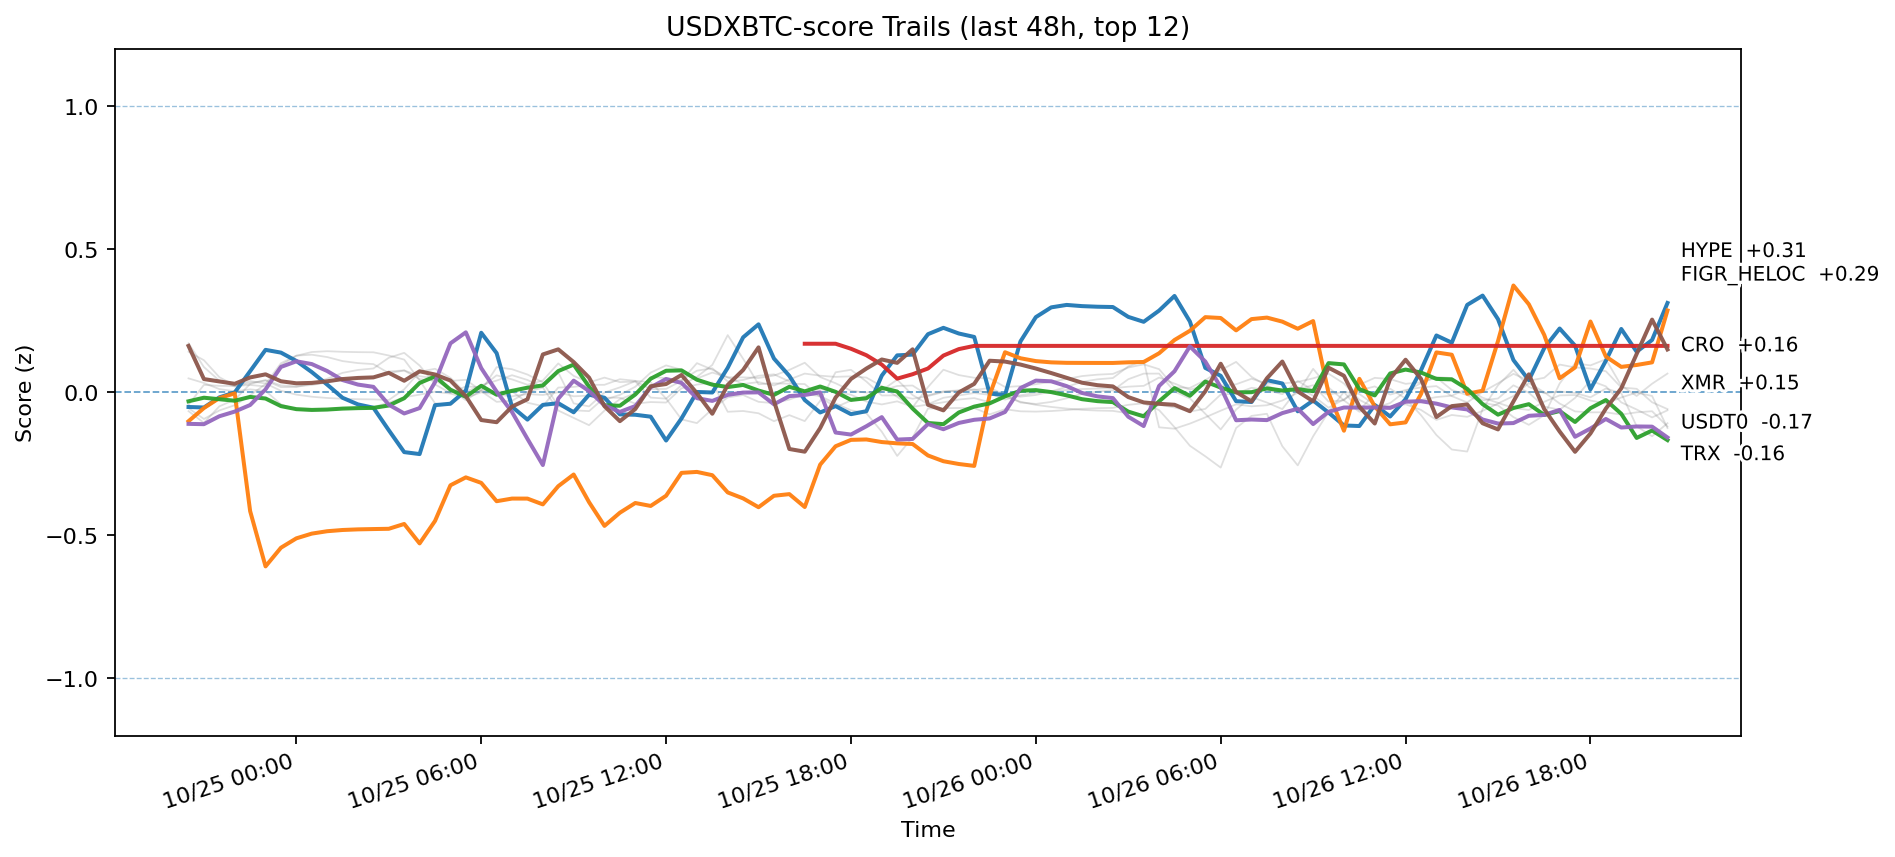 USDXBTC-score Trails (last 48h, top 12)
1.0
0.5
0.0
−0.5
−1.0
Score (z)
HYPE +0.31
FIGR_HELOC +0.29
CRO +0.16
XMR +0.15
USDT0 -0.17
TRX -0.16
10/25 00:00
10/25 06:00
10/25 12:00
10/25 18:00
10/26 00:00
10/26 06:00
10/26 12:00
10/26 18:00
Time